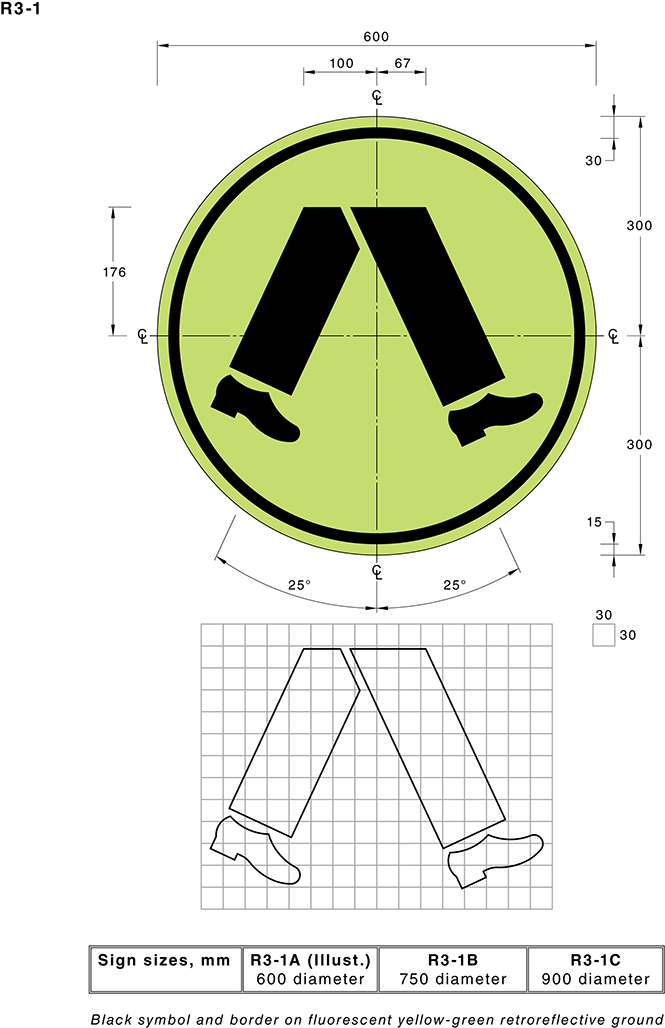 R3-1
600
100 67
℄
30
300
176
℄ ℄
300
15
25° ℄ 25°
30
30
Sign sizes, mm R3-1A (Illust.) R3-1B R3-1C
600 diameter 750 diameter 900 diameter
Black symbol and border on fluorescent yellow-green retroreflective ground